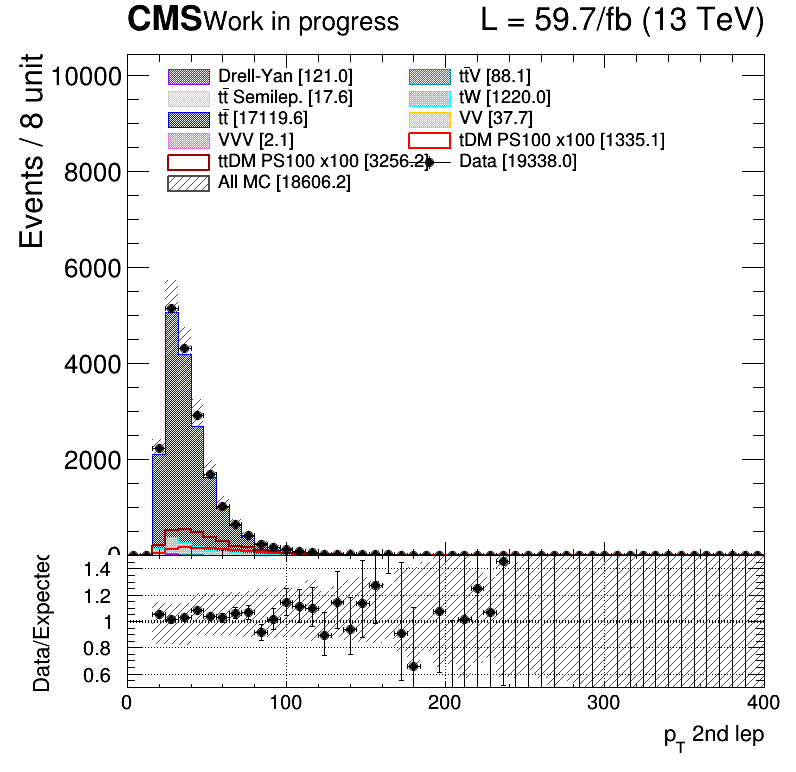 CMS Work in progress L = 59.7/fb (13 TeV)
Events / 8 unit
10000
8000
6000
4000
2000
0
Drell-Yan [121.0]
tt̄ Semilep. [17.6]
tt̄ [17119.6]
VVV [2.1]
ttDM PS100 x100 [3256.2]
All MC [18606.2]
tt̄V [88.1]
tW [1220.0]
VV [37.7]
tDM PS100 x100 [1335.1]
Data [19338.0]
Data/Expected
1.4
1.2
1
0.8
0.6
0 100 200 300 400
p_T 2nd lep